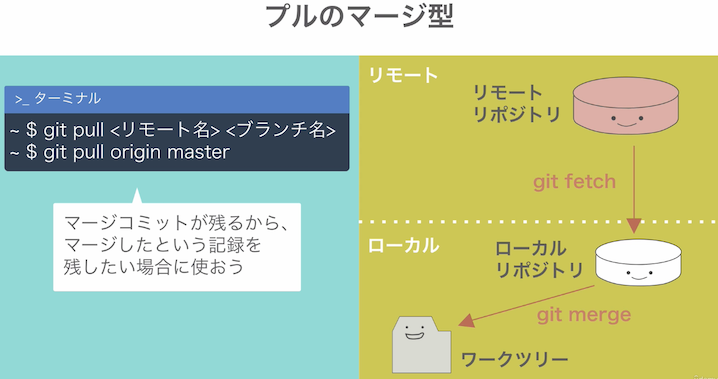 プルのマージ型
>_ ターミナル
~ $ git pull <リモート名> <ブランチ名>
~ $ git pull origin master
マージコミットが残るから、
マージしたという記録を
残したい場合に使おう
リモート
リモート
リポジトリ
git fetch
ローカル
ローカル
リポジトリ
git merge
ワークツリー